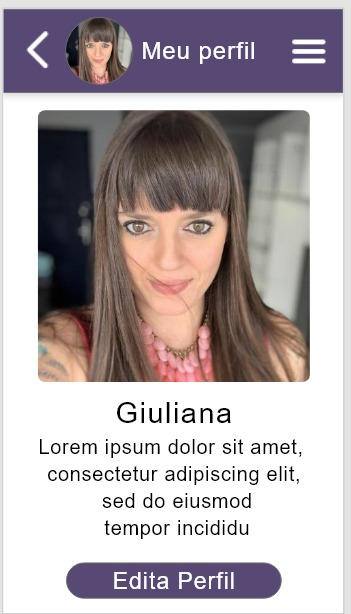 Meu perfil
Giuliana
Lorem ipsum dolor sit amet,
consectetur adipiscing elit,
sed do eiusmod
tempor incididu
Edita Perfil